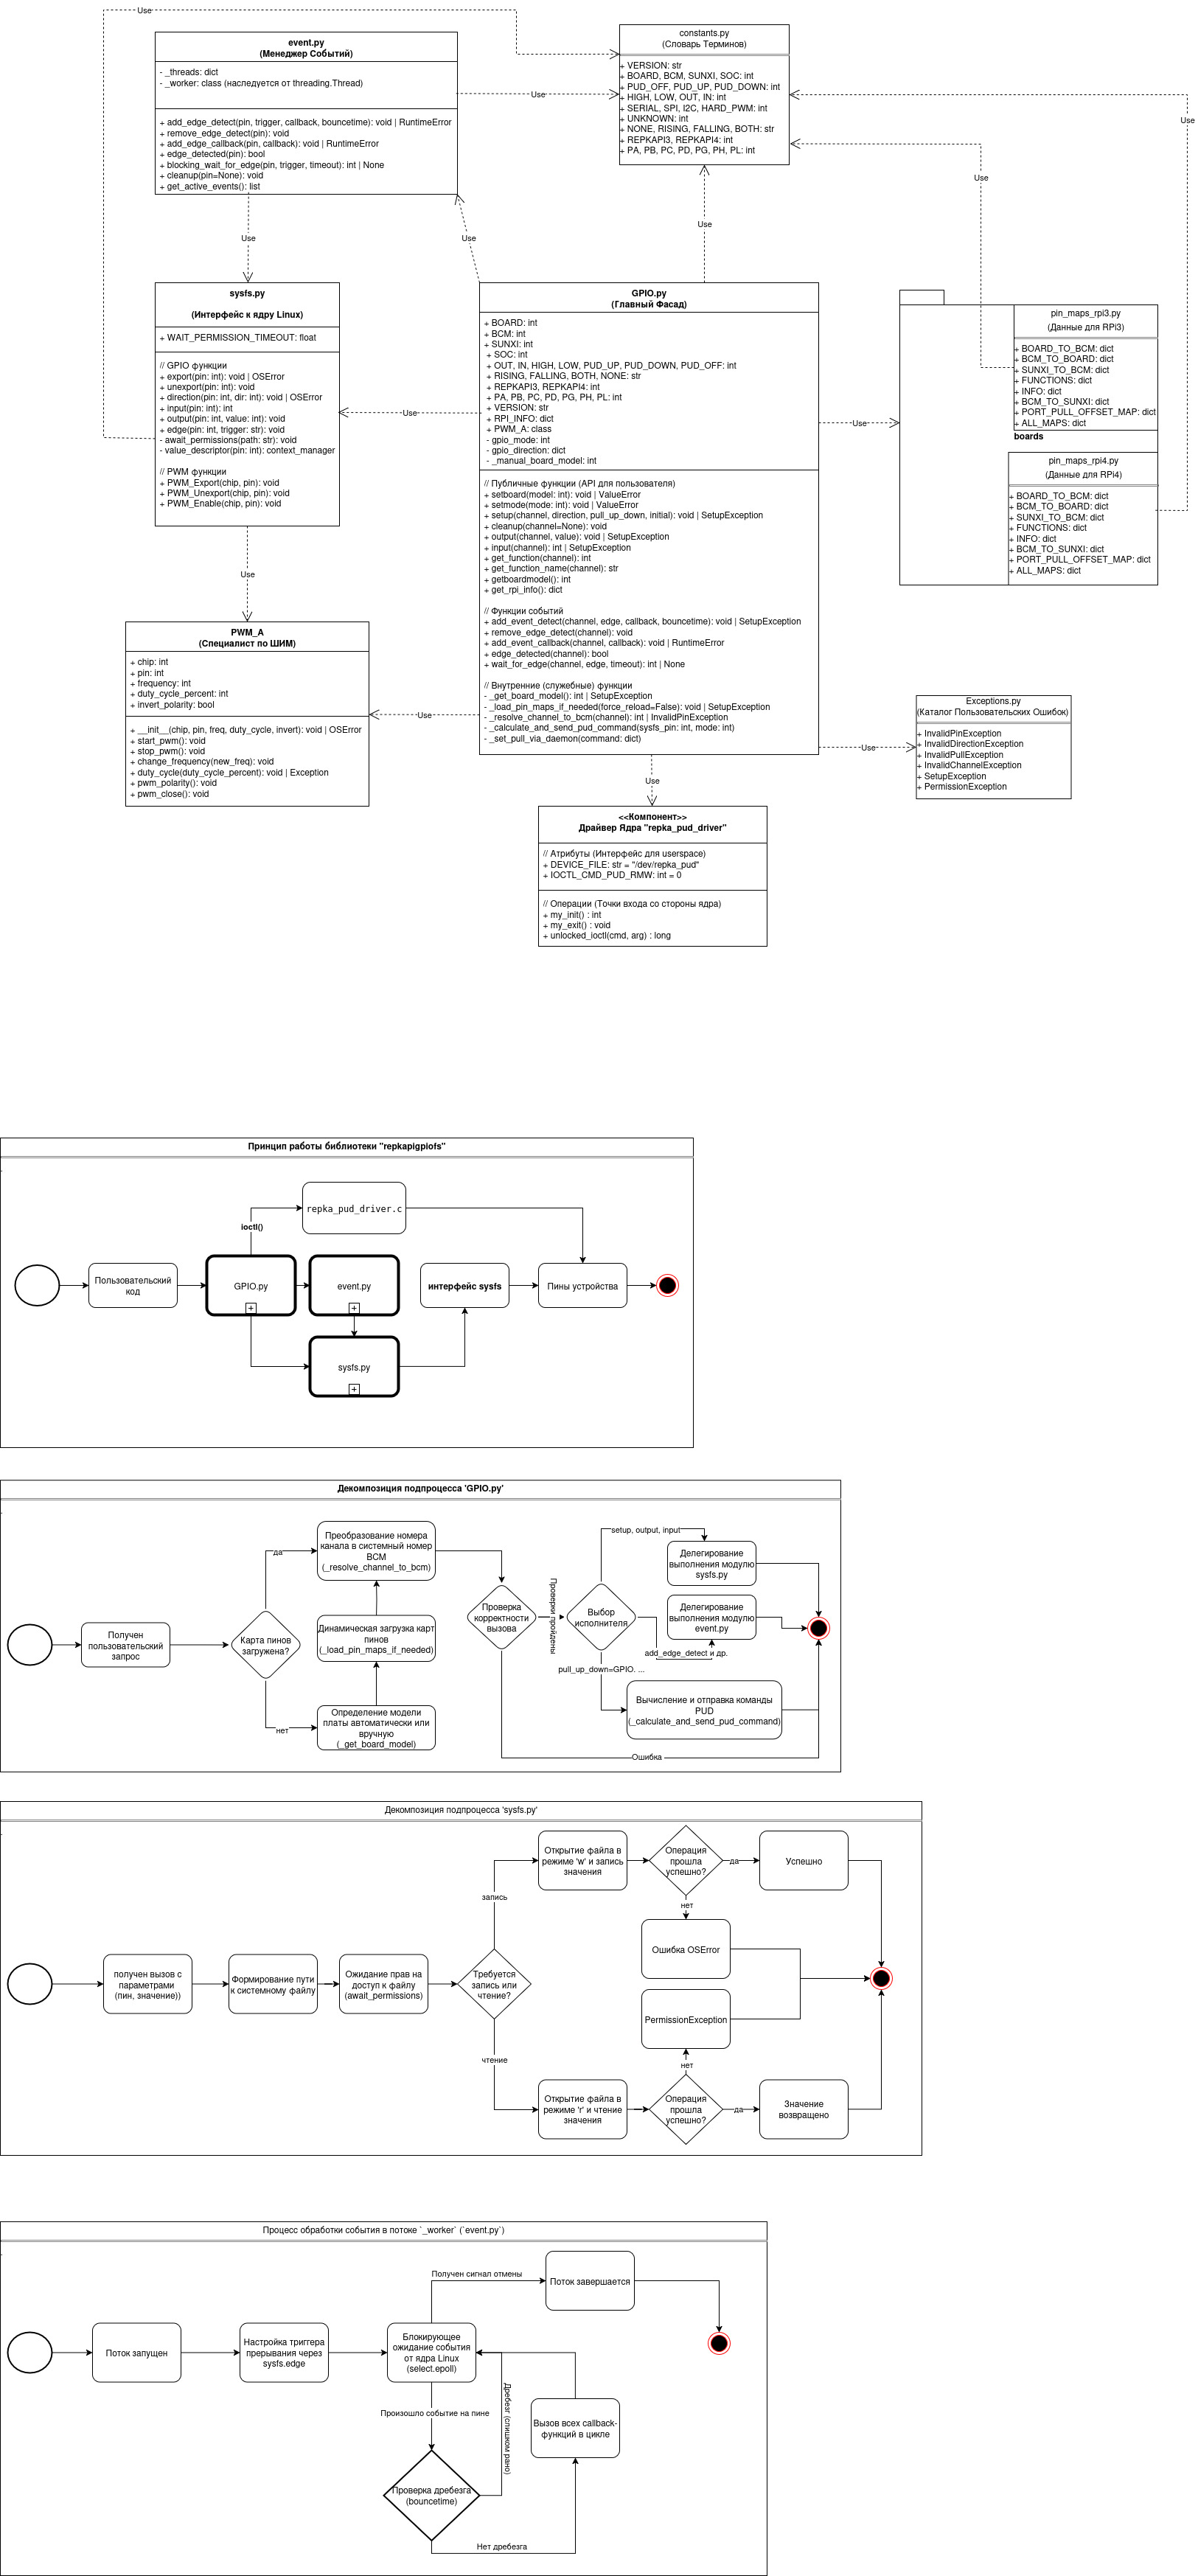 Use
event.py
(Менеджер Событий)
- _threads: dict
- _worker: class (наследуется от threading.Thread)
+ add_edge_detect(pin, trigger, callback, bouncetime): void | RuntimeError
+ remove_edge_detect(pin): void
+ add_edge_callback(pin, callback): void | RuntimeError
+ edge_detected(pin): bool
+ blocking_wait_for_edge(pin, trigger, timeout): int | None
+ cleanup(pin=None): void
+ get_active_events(): list
Use
constants.py
(Словарь Терминов)
+ VERSION: str
+ BOARD, BCM, SUNXI, SOC: int
+ PUD_OFF, PUD_UP, PUD_DOWN: int
+ HIGH, LOW, OUT, IN: int
+ SERIAL, SPI, I2C, HARD_PWM: int
+ UNKNOWN: int
+ NONE, RISING, FALLING, BOTH: str
+ REPKAPI3, REPKAPI4: int
+ PA, PB, PC, PD, PG, PH, PL: int
Use
Use
Use
Use
Use
sysfs.py
(Интерфейс к ядру Linux)
+ WAIT_PERMISSION_TIMEOUT: float
// GPIO функции
+ export(pin: int): void | OSError
+ unexport(pin: int): void
+ direction(pin: int, dir: int): void | OSError
+ input(pin: int): int
+ output(pin: int, value: int): void
+ edge(pin: int, trigger: str): void
- await_permissions(path: str): void
- value_descriptor(pin: int): context_manager
// PWM функции
+ PWM_Export(chip, pin): void
+ PWM_Unexport(chip, pin): void
+ PWM_Enable(chip, pin): void
Use
GPIO.py
(Главный Фасад)
+ BOARD: int
+ BCM: int
+ SUNXI: int
+ SOC: int
+ OUT, IN, HIGH, LOW, PUD_UP, PUD_DOWN, PUD_OFF: int
+ RISING, FALLING, BOTH, NONE: str
+ REPKAPI3, REPKAPI4: int
+ PA, PB, PC, PD, PG, PH, PL: int
+ VERSION: str
+ RPI_INFO: dict
+ PWM_A: class
- gpio_mode: int
- gpio_direction: dict
- _manual_board_model: int
// Публичные функции (API для пользователя)
+ setboard(model: int): void | ValueError
+ setmode(mode: int): void | ValueError
+ setup(channel, direction, pull_up_down, initial): void | SetupException
+ cleanup(channel=None): void
+ output(channel, value): void | SetupException
+ input(channel): int | SetupException
+ get_function(channel): int
+ get_function_name(channel): str
+ getboardmodel(): int
+ get_rpi_info(): dict
// Функции событий
+ add_event_detect(channel, edge, callback, bouncetime): void | SetupException
+ remove_edge_detect(channel): void
+ add_event_callback(channel, callback): void | RuntimeError
+ edge_detected(channel): bool
+ wait_for_edge(channel, edge, timeout): int | None
// Внутренние (служебные) функции
- _get_board_model(): int | SetupException
- _load_pin_maps_if_needed(force_reload=False): void | SetupException
- _resolve_channel_to_bcm(channel): int | InvalidPinException
- _calculate_and_send_pud_command(sysfs_pin: int, mode: int)
- _set_pull_via_daemon(command: dict)
Use
pin_maps_rpi3.py
(Данные для RPi3)
+ BOARD_TO_BCM: dict
+ BCM_TO_BOARD: dict
+ SUNXI_TO_BCM: dict
+ FUNCTIONS: dict
+ INFO: dict
+ BCM_TO_SUNXI: dict
+ PORT_PULL_OFFSET_MAP: dict
+ ALL_MAPS: dict
boards
pin_maps_rpi4.py
(Данные для RPi4)
+ BOARD_TO_BCM: dict
+ BCM_TO_BOARD: dict
+ SUNXI_TO_BCM: dict
+ FUNCTIONS: dict
+ INFO: dict
+ BCM_TO_SUNXI: dict
+ PORT_PULL_OFFSET_MAP: dict
+ ALL_MAPS: dict
Use
PWM_A
(Специалист по ШИМ)
+ chip: int
+ pin: int
+ frequency: int
+ duty_cycle_percent: int
+ invert_polarity: bool
+ __init__(chip, pin, freq, duty_cycle, invert): void | OSError
+ start_pwm(): void
+ stop_pwm(): void
+ change_frequency(new_freq): void
+ duty_cycle(duty_cycle_percent): void | Exception
+ pwm_polarity(): void
+ pwm_close(): void
Use
Use
Exceptions.py
(Каталог Пользовательских Ошибок)
+ InvalidPinException
+ InvalidDirectionException
+ InvalidPullException
+ InvalidChannelException
+ SetupException
+ PermissionException
Use
<<Компонент>>
Драйвер Ядра "repka_pud_driver"
// Атрибуты (Интерфейс для userspace)
+ DEVICE_FILE: str = "/dev/repka_pud"
+ IOCTL_CMD_PUD_RMW: int = 0
// Операции (Точки входа со стороны ядра)
+ my_init() : int
+ my_exit() : void
+ unlocked_ioctl(cmd, arg) : long
Принцип работы библиотеки "repkapigpiofs"
repka_pud_driver.c
ioctl()
Пользовательский
код
GPIO.py
event.py
интерфейс sysfs
Пины устройства
sysfs.py
Декомпозиция подпроцесса 'GPIO.py'
Получен
пользовательский
запрос
Карта пинов
загружена?
да
нет
Преобразование номера
канала в системный номер
BCM
(_resolve_channel_to_bcm)
Динамическая загрузка карт
пинов
(_load_pin_maps_if_needed)
Определение модели
платы автоматически или
вручную
(_get_board_model)
Проверка
корректности
вызова
Проверки пройдены
Выбор
исполнителя
setup, output, input
Делегирование
выполнения модулю
sysfs.py
Делегирование
выполнения модулю
event.py
add_edge_detect и др.
pull_up_down=GPIO. ...
Вычисление и отправка команды
PUD
(_calculate_and_send_pud_command)
Ошибка
Декомпозиция подпроцесса 'sysfs.py'
получен вызов с
параметрами
(пин, значение))
Формирование пути
к системному файлу
Ожидание прав на
доступ к файлу
(await_permissions)
Требуется
запись или
чтение?
запись
чтение
Открытие файла в
режиме 'w' и запись
значения
Операция
прошла
успешно?
да
Успешно
нет
Ошибка OSError
PermissionException
нет
Открытие файла в
режиме 'r' и чтение
значения
Операция
прошла
успешно?
да
Значение
возвращено
Процесс обработки события в потоке `_worker` (`event.py`)
Поток запущен
Настройка триггера
прерывания через
sysfs.edge
Блокирующее
ожидание события
от ядра Linux
(select.epoll)
Получен сигнал отмены
Поток завершается
Произошло событие на пине
Дребезг (слишком рано)
Вызов всех callback-
функций в цикле
Проверка дребезга
(bouncetime)
Нет дребезга